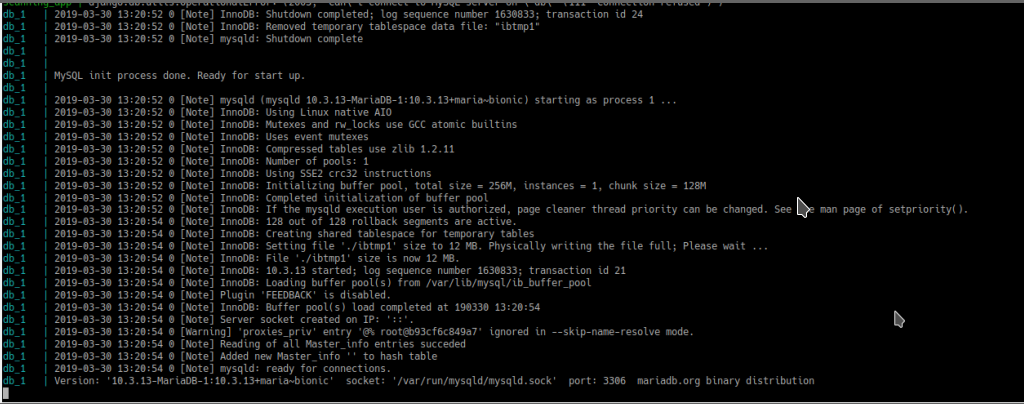 db_1 | 2019-03-30 13:20:52 0 [Note] InnoDB: Shutdown completed; log sequence number 1630833; transaction id 24
db_1 | 2019-03-30 13:20:52 0 [Note] InnoDB: Removed temporary tablespace data file: "ibtmp1"
db_1 | 2019-03-30 13:20:52 0 [Note] mysqld: Shutdown complete
db_1 |
db_1 |
db_1 | MySQL init process done. Ready for start up.
db_1 |
db_1 | 2019-03-30 13:20:52 0 [Note] mysqld (mysqld 10.3.13-MariaDB-1:10.3.13+maria~bionic) starting as process 1 ...
db_1 | 2019-03-30 13:20:52 0 [Note] InnoDB: Using Linux native AIO
db_1 | 2019-03-30 13:20:52 0 [Note] InnoDB: Mutexes and rw_locks use GCC atomic builtins
db_1 | 2019-03-30 13:20:52 0 [Note] InnoDB: Uses event mutexes
db_1 | 2019-03-30 13:20:52 0 [Note] InnoDB: Compressed tables use zlib 1.2.11
db_1 | 2019-03-30 13:20:52 0 [Note] InnoDB: Number of pools: 1
db_1 | 2019-03-30 13:20:52 0 [Note] InnoDB: Using SSE2 crc32 instructions
db_1 | 2019-03-30 13:20:52 0 [Note] InnoDB: Initializing buffer pool, total size = 256M, instances = 1, chunk size = 128M
db_1 | 2019-03-30 13:20:52 0 [Note] InnoDB: Completed initialization of buffer pool
db_1 | 2019-03-30 13:20:52 0 [Note] InnoDB: If the mysqld execution user is authorized, page cleaner thread priority can be changed. See man page of setpriority().
db_1 | 2019-03-30 13:20:54 0 [Note] InnoDB: 128 out of 128 rollback segments are active.
db_1 | 2019-03-30 13:20:54 0 [Note] InnoDB: Creating shared tablespace for temporary tables
db_1 | 2019-03-30 13:20:54 0 [Note] InnoDB: Setting file './ibtmp1' size to 12 MB. Physically writing the file full; Please wait ...
db_1 | 2019-03-30 13:20:54 0 [Note] InnoDB: File './ibtmp1' size is now 12 MB.
db_1 | 2019-03-30 13:20:54 0 [Note] InnoDB: 10.3.13 started; log sequence number 1630833; transaction id 21
db_1 | 2019-03-30 13:20:54 0 [Note] InnoDB: Loading buffer pool(s) from /var/lib/mysql/ib_buffer_pool
db_1 | 2019-03-30 13:20:54 0 [Note] Plugin 'FEEDBACK' is disabled.
db_1 | 2019-03-30 13:20:54 0 [Note] InnoDB: Buffer pool(s) load completed at 190330 13:20:54
db_1 | 2019-03-30 13:20:54 0 [Note] Server socket created on IP: '::'.
db_1 | 2019-03-30 13:20:54 0 [Warning] 'proxies_priv' entry '@% root@b93cf6c849a7' ignored in --skip-name-resolve mode.
db_1 | 2019-03-30 13:20:54 0 [Note] Reading of all Master_info entries succeded
db_1 | 2019-03-30 13:20:54 0 [Note] Added new Master_info '' to hash table
db_1 | 2019-03-30 13:20:54 0 [Note] mysqld: ready for connections.
db_1 | Version: '10.3.13-MariaDB-1:10.3.13+maria~bionic' socket: '/var/run/mysqld/mysqld.sock' port: 3306 mariadb.org binary distribution